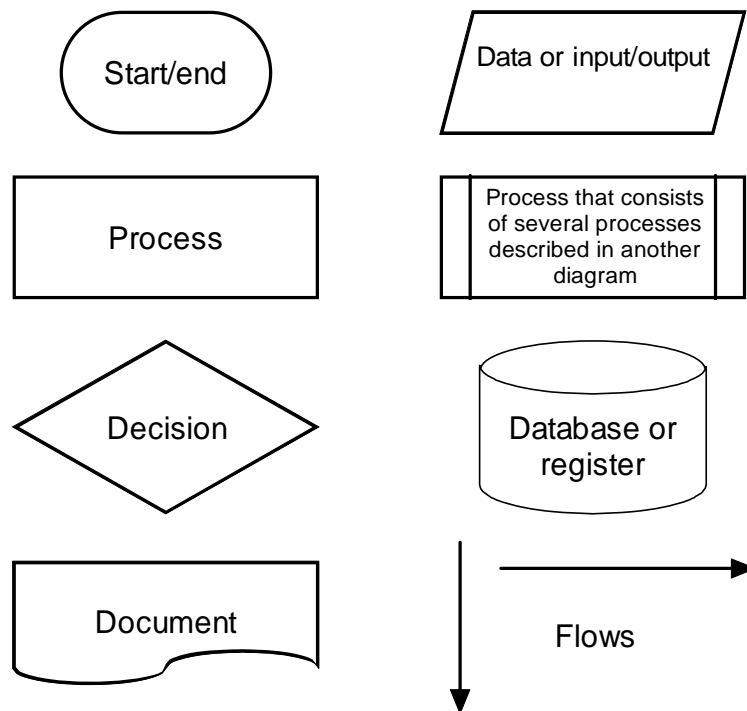 Start/end
Data or input/output
Process
Process that consists
of several processes
described in another
diagram
Decision
Database or
register
Document
Flows